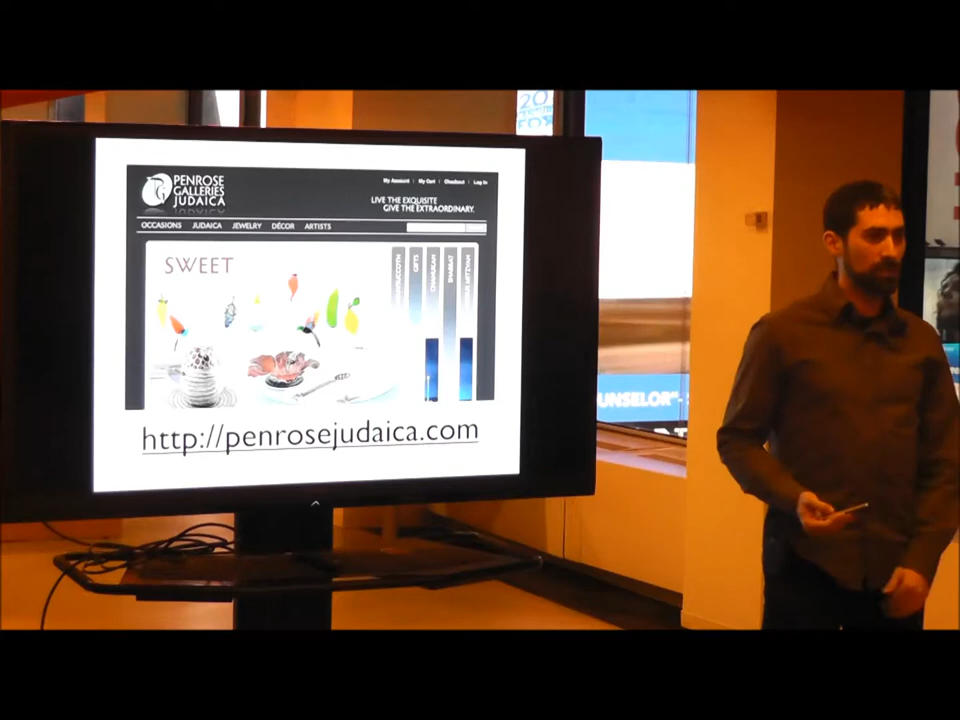 PENROSE
GALLERIES
JUDAICA
My Account | My Cart | Checkout | Log In
LIVE THE EXQUISITE
GIVE THE EXTRAORDINARY.
OCCASIONS JUDAICA JEWELRY DÉCOR ARTISTS
SWEET
GIFTS
CHANUKAH
SHABBAT
http://penrosejudaica.com
20
UNSELOR"-